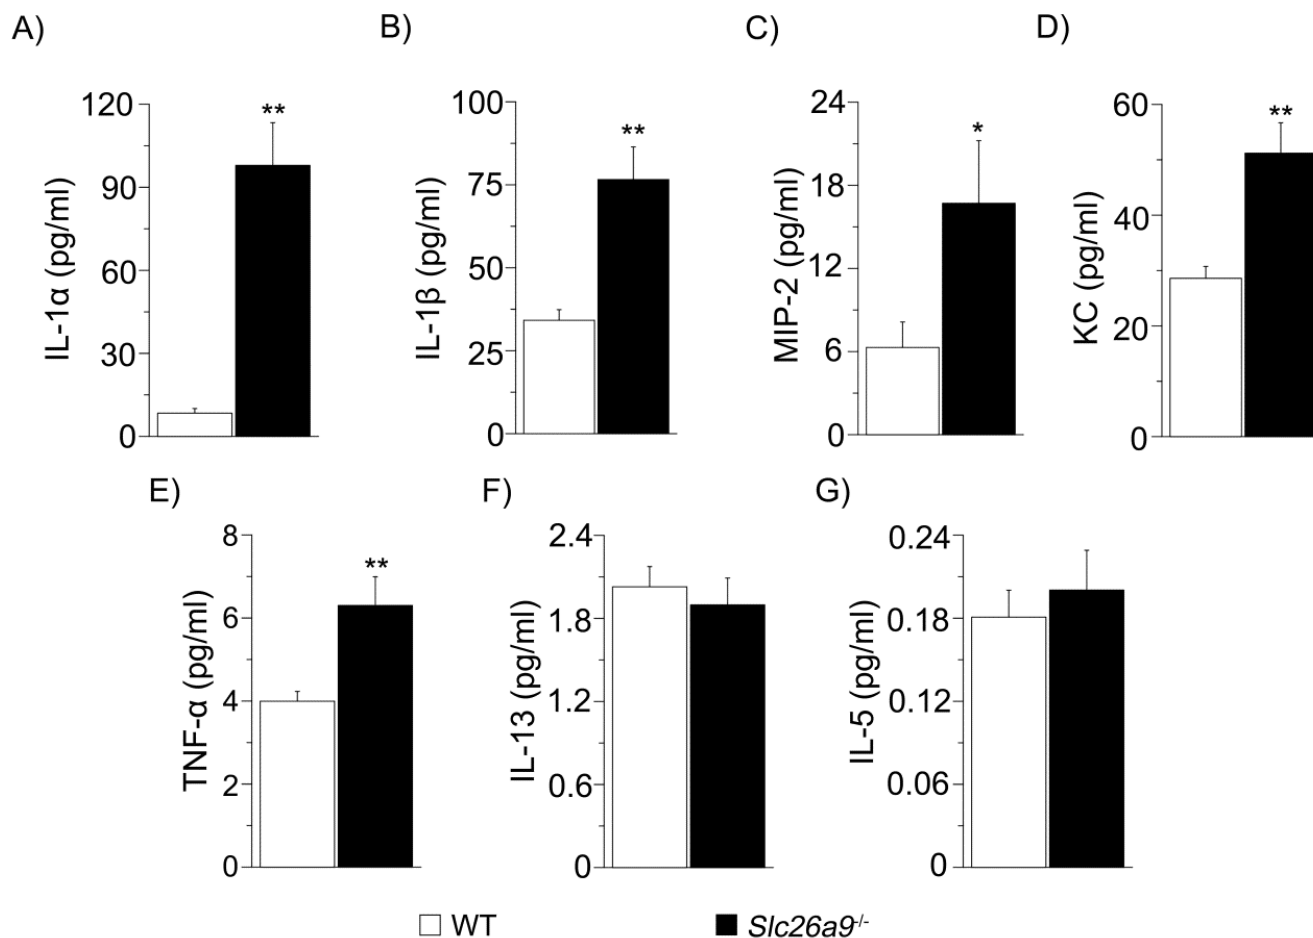 A)
B)
C)
D)
IL-1α (pg/ml)
120
90
60
30
0
**
IL-1β (pg/ml)
100
75
50
25
0
**
MIP-2 (pg/ml)
24
18
12
6
0
*
KC (pg/ml)
60
40
20
0
**
E)
F)
G)
TNF-α (pg/ml)
8
6
4
2
0
**
IL-13 (pg/ml)
2.4
1.8
1.2
0.6
0
IL-5 (pg/ml)
0.24
0.18
0.12
0.06
0
WT
Slc26a9-/-